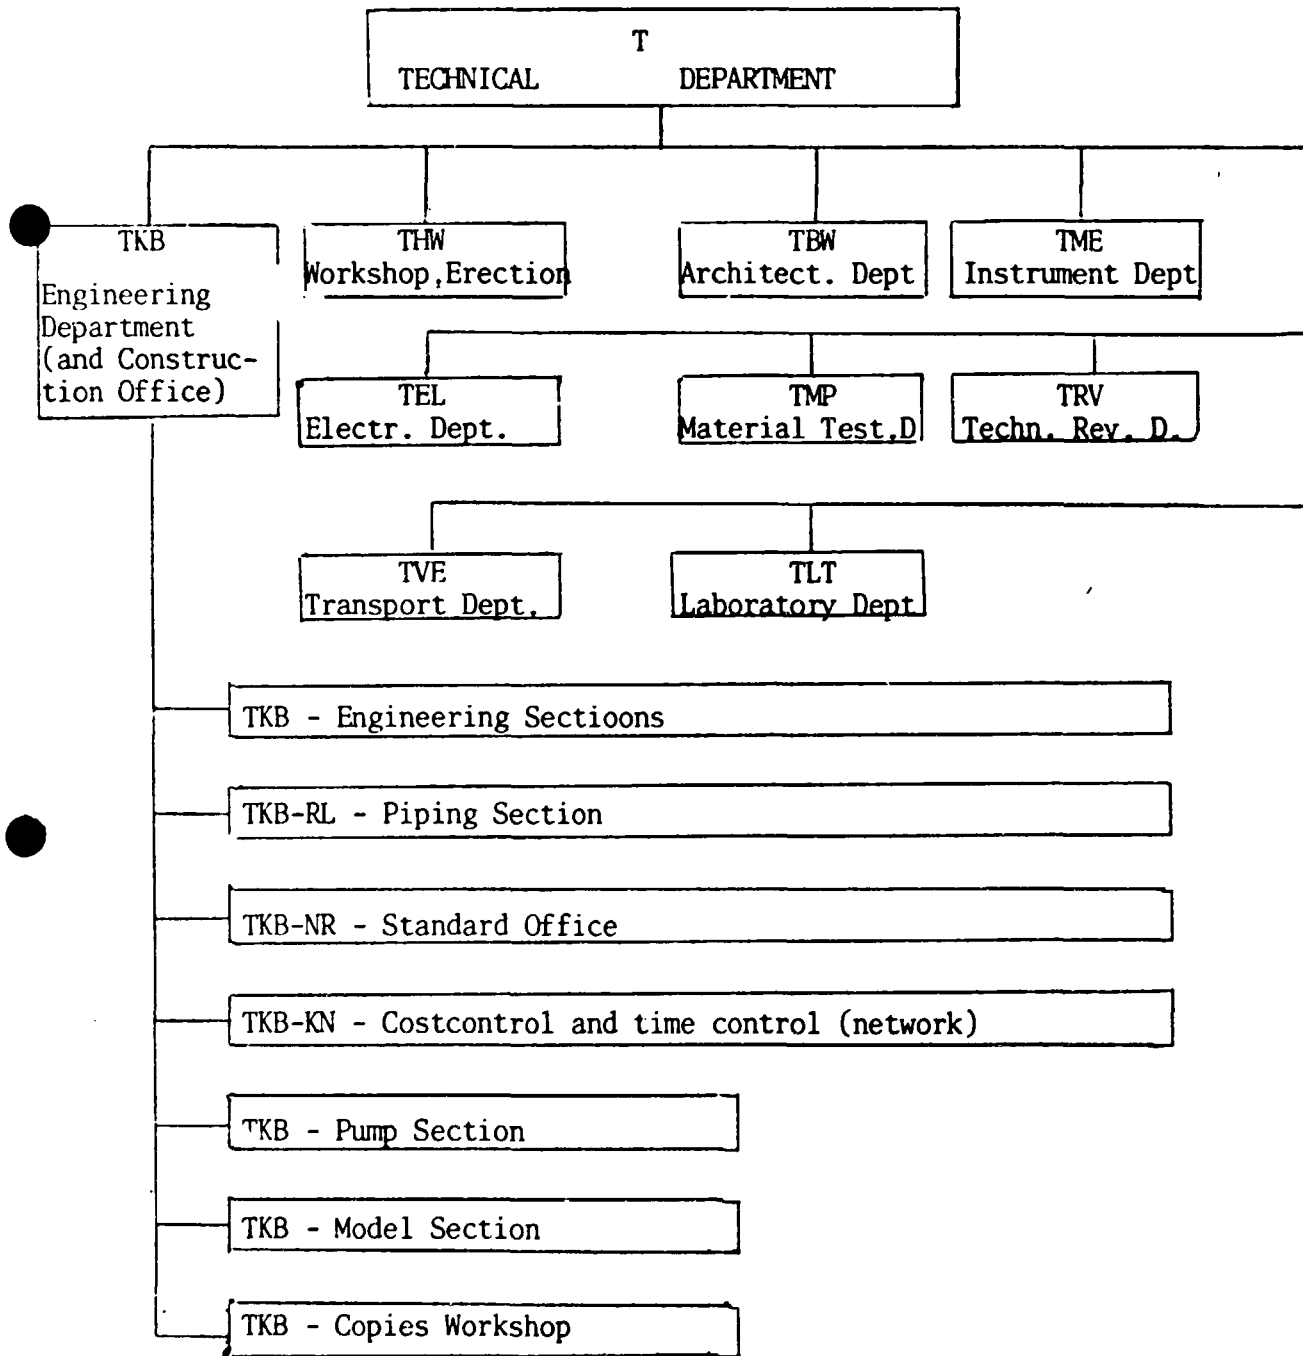 T
TECHNICAL DEPARTMENT
TKB
Engineering
Department
(and Construc-
tion Office)
THW
Workshop,Erection
TBW
Architect. Dept
TME
Instrument Dept
TEL
Electr. Dept.
TMP
Material Test.D
TRV
Techn. Rev. D.
TVE
Transport Dept.
TLT
Laboratory Dept
TKB - Engineering Sectioons
TKB-RL - Piping Section
TKB-NR - Standard Office
TKB-KN - Costcontrol and time control (network)
TKB - Pump Section
TKB - Model Section
TKB - Copies Workshop